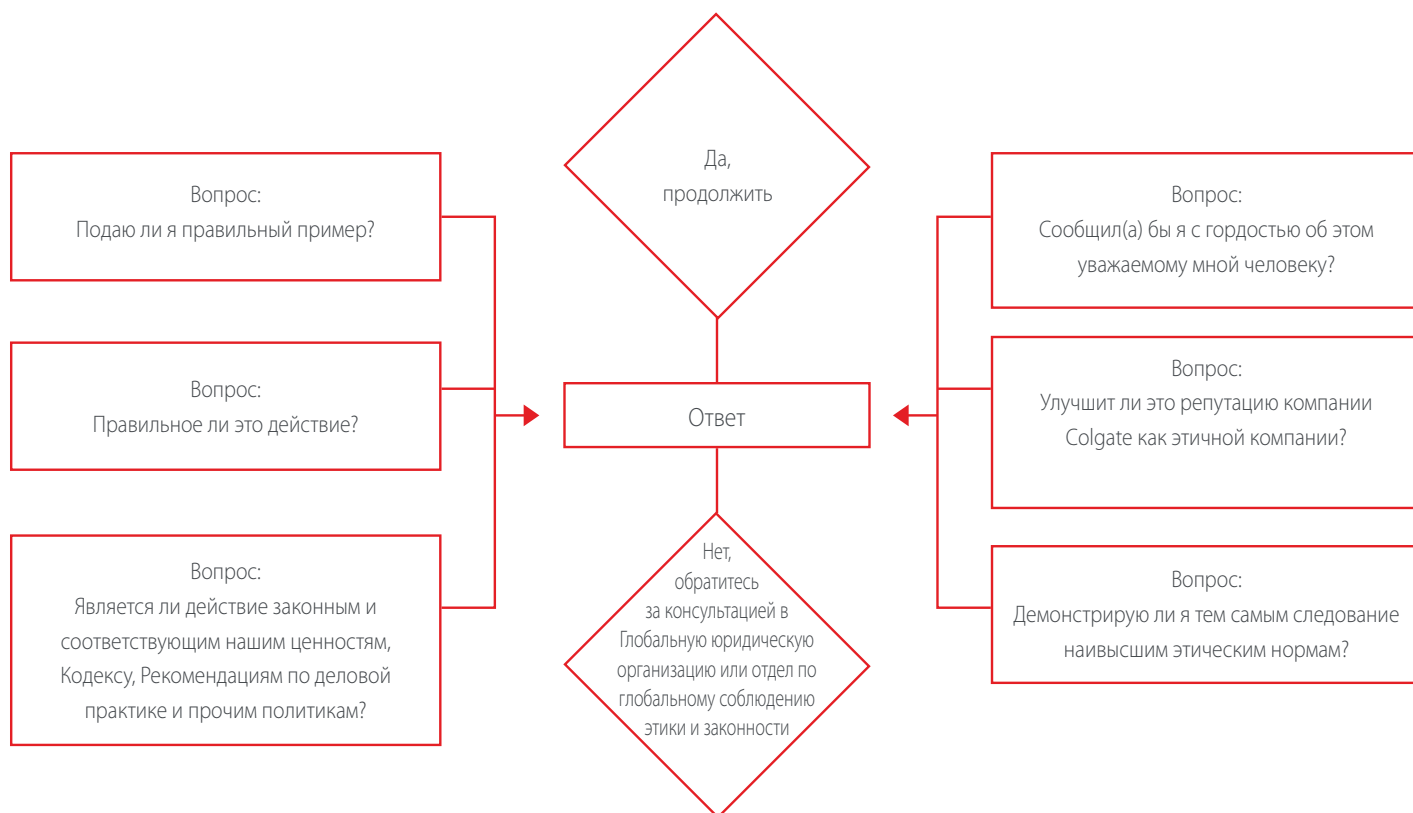 Вопрос:
Подаю ли я правильный пример?
Вопрос:
Правильное ли это действие?
Вопрос:
Является ли действие законным и
соответствующим нашим ценностям,
Кодексу, Рекомендациям по деловой
практике и прочим политикам?
Да,
продолжить
Ответ
Нет,
обратитесь
за консультацией в
Глобальную юридическую
организацию или отдел по
глобальному соблюдению
этики и законности
Вопрос:
Сообщил(а) бы я с гордостью об этом
уважаемому мной человеку?
Вопрос:
Улучшит ли это репутацию компании
Colgate как этичной компании?
Вопрос:
Демонстрирую ли я тем самым следование
наивысшим этическим нормам?